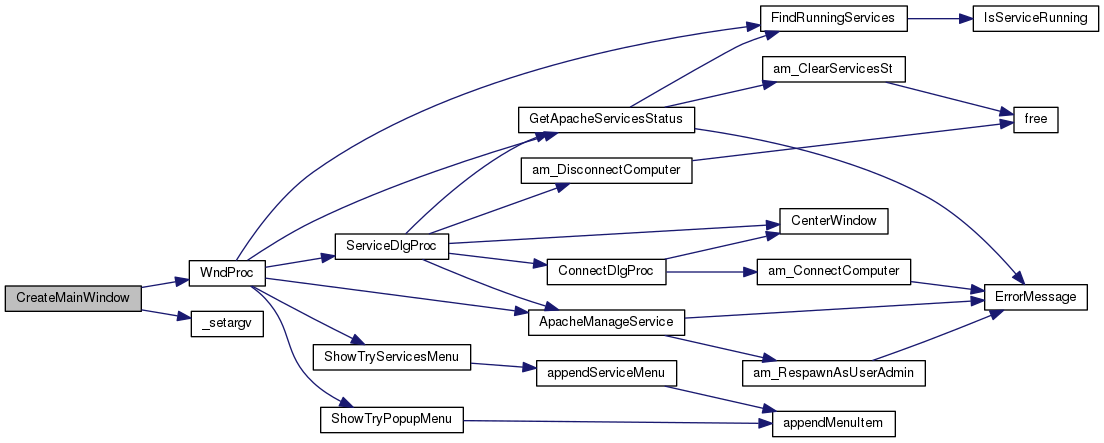 FindRunningServices
IsServiceRunning
am_ClearServicesSt
GetApacheServicesStatus
free
am_DisconnectComputer
CenterWindow
ServiceDlgProc
WndProc
ConnectDlgProc
am_ConnectComputer
CreateMainWindow
ErrorMessage
_setargv
ApacheManageService
ShowTryServicesMenu
appendServiceMenu
am_RespawnAsUserAdmin
ShowTryPopupMenu
appendMenuItem